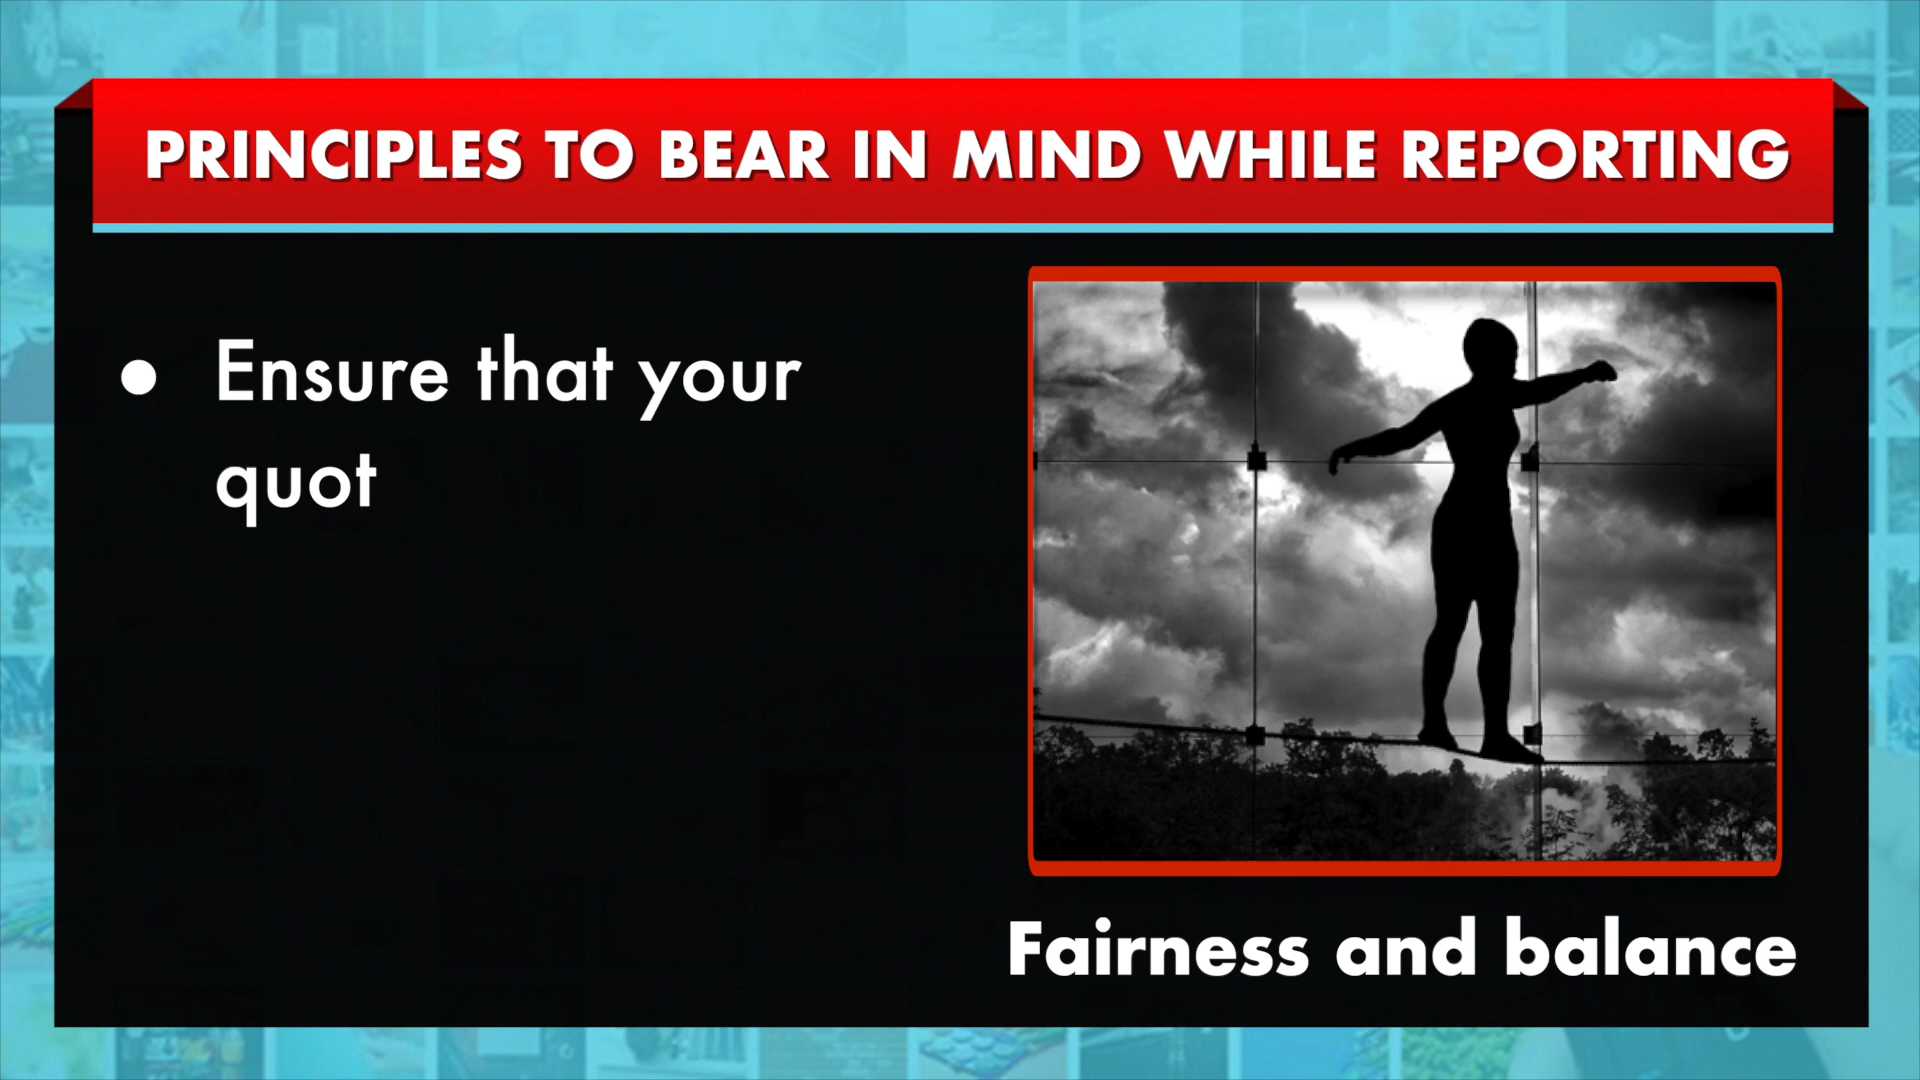 PRINCIPLES TO BEAR IN MIND WHILE REPORTING
● Ensure that your
quot
Fairness and balance